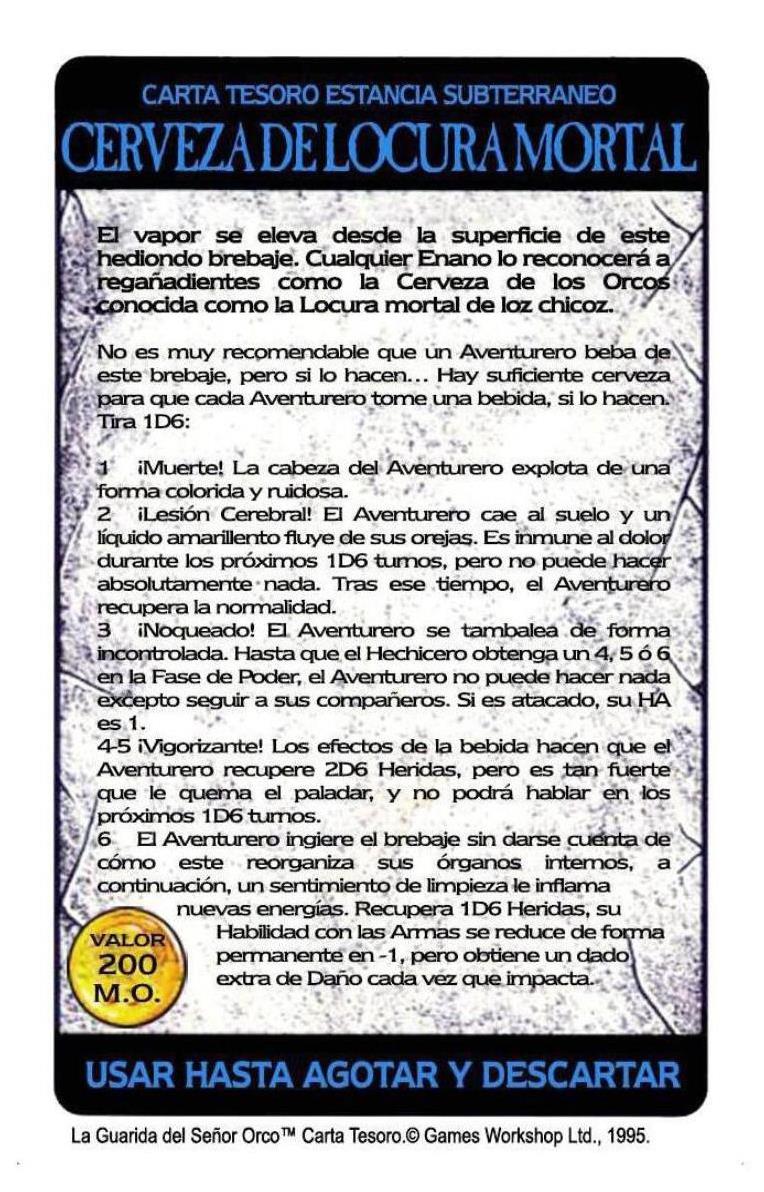 CARTA TESORO ESTANCIA SUBTERRANEO
CERVEZA DE LOCURA MORTAL
El vapor se eleva desde la superficie de este
hediondo brebaje. Cualquier Enano lo reconocerá a
regañadientes como la Cerveza de los Orcos
conocida como la Locura mortal de loz chicoz.
No es muy recomendable que un Aventurero beba de
este brebaje, pero si lo hacen... Hay suficiente cerveza
para que cada Aventurero tome una bebida, si lo hacen.
Tira 1D6:
1 ¡Muerte! La cabeza del Aventurero explota de una
forma colorida y ruidosa.
2 ¡Lesión Cerebral! El Aventurero cae al suelo y un
líquido amarillento fluye de sus orejas. Es inmune al dolor
durante los próximos 1D6 turnos, pero no puede hacer
absolutamente nada. Tras ese tiempo, el Aventurero
recupera la normalidad.
3 ¡Noqueado! El Aventurero se tambalea de forma
incontrolada. Hasta que el Hechicero obtenga un 4, 5 ó 6
en la Fase de Poder, el Aventurero no puede hacer nada
excepto seguir a sus compañeros. Si es atacado, su HA
es 1.
4-5 ¡Vigorizante! Los efectos de la bebida hacen que el
Aventurero recupere 2D6 Heridas, pero es tan fuerte
que le quema el paladar, y no podrá hablar en los
próximos 1D6 turnos.
6 El Aventurero ingiere el brebaje sin darse cuenta de
cómo este reorganiza sus órganos internos, a
continuación, un sentimiento de limpieza le inflama
nuevas energías. Recupera 1D6 Heridas, su
Habilidad con las Armas se reduce de forma
permanente en -1, pero obtiene un dado
extra de Daño cada vez que impacta.
VALOR
200
M.O.
USAR HASTA AGOTAR Y DESCARTAR
La Guarida del Señor Orco™ Carta Tesoro.© Games Workshop Ltd., 1995.